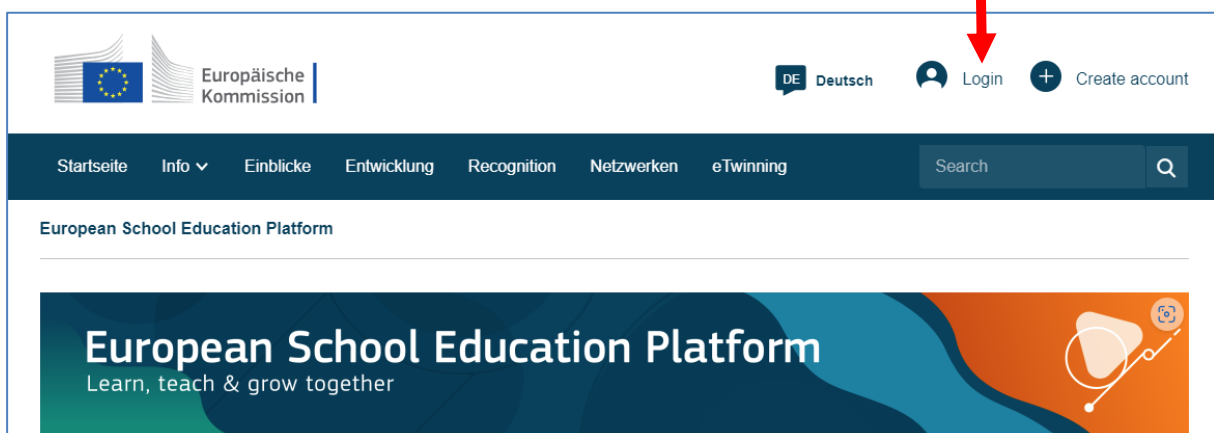 Europäische
Kommission
DE Deutsch Login Create account
Startseite Info Einblicke Entwicklung Recognition Netzwerken eTwinning Search
European School Education Platform
European School Education Platform
Learn, teach & grow together